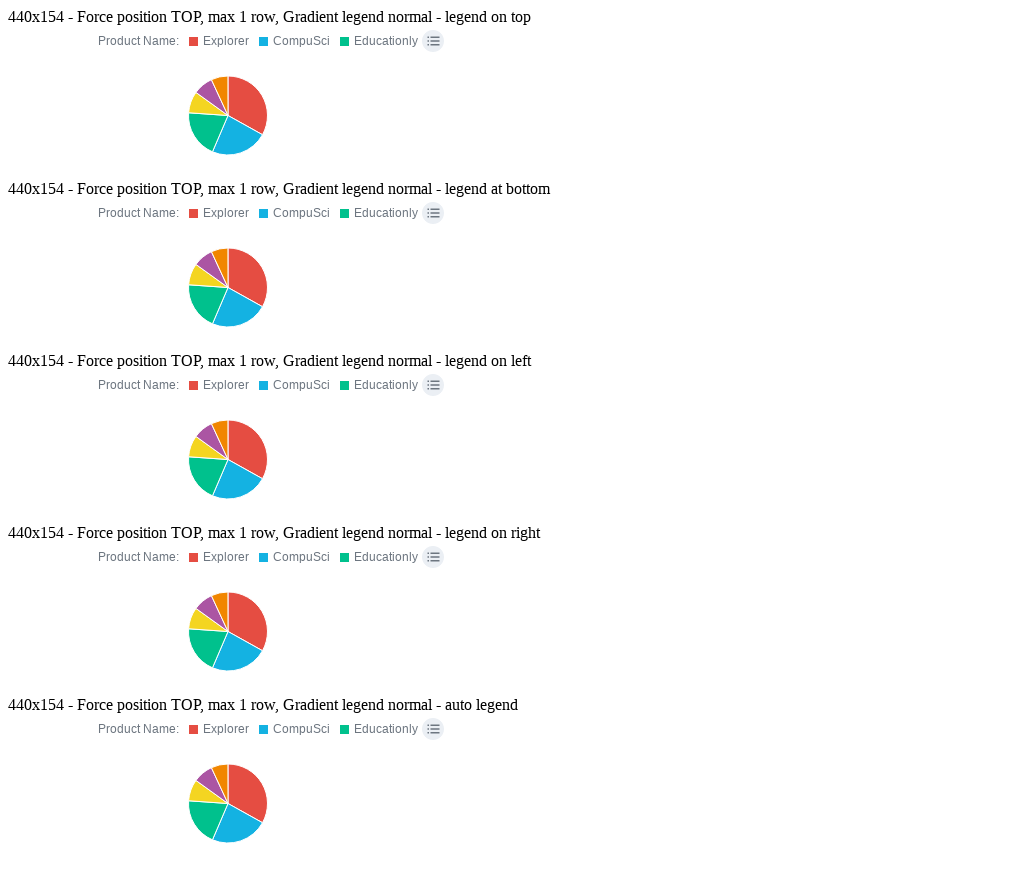 440x154 - Force position TOP, max 1 row, Gradient legend normal - legend on top
Product Name: Explorer CompuSci Educationly
440x154 - Force position TOP, max 1 row, Gradient legend normal - legend at bottom
Product Name: Explorer CompuSci Educationly
440x154 - Force position TOP, max 1 row, Gradient legend normal - legend on left
Product Name: Explorer CompuSci Educationly
440x154 - Force position TOP, max 1 row, Gradient legend normal - legend on right
Product Name: Explorer CompuSci Educationly
440x154 - Force position TOP, max 1 row, Gradient legend normal - auto legend
Product Name: Explorer CompuSci Educationly